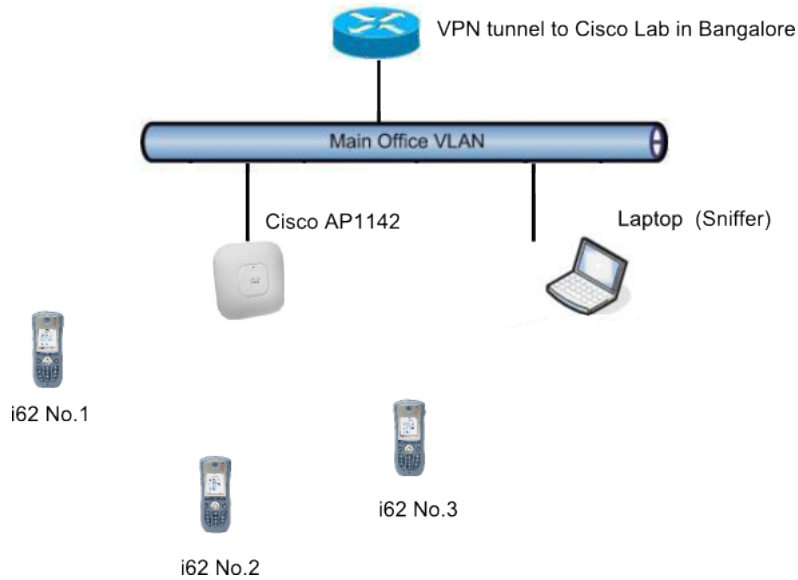 VPN tunnel to Cisco Lab in Bangalore
Main Office VLAN
Cisco AP1142
Laptop (Sniffer)
i62 No.1
i62 No.3
i62 No.2